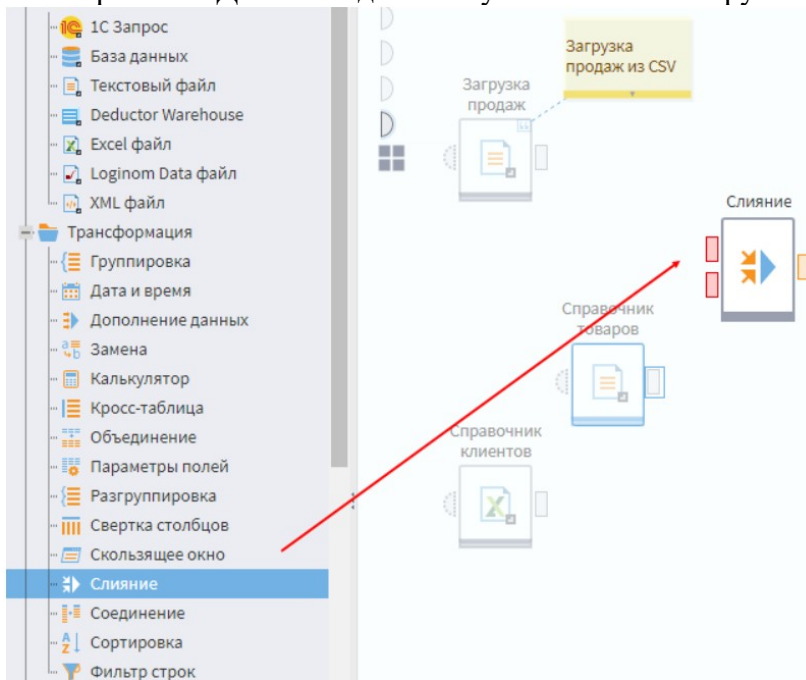 1С Запрос
База данных
Текстовый файл
Deductor Warehouse
Excel файл
Loginom Data файл
XML файл
Трансформация
Группировка
Дата и время
Дополнение данных
Замена
Калькулятор
Кросс-таблица
Объединение
Параметры полей
Разгруппировка
Свертка столбцов
Скользящее окно
Слияние
Соединение
Сортировка
Фильтр строк
Загрузка
продаж из CSV
Загрузка
продаж
Слияние
Справочник
товаров
Справочник
клиентов